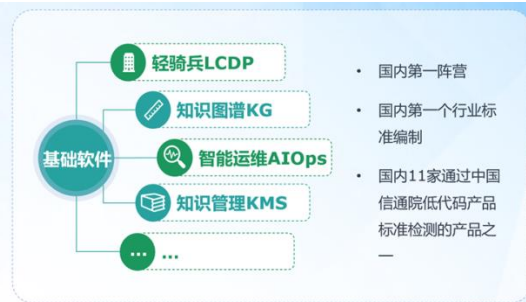 轻骑兵LCDP
知识图谱KG
基础软件
智能运维AIOps
知识管理KMS
... ...
• 国内第一阵营
• 国内第一个行业标
准编制
• 国内11家通过中国
信通院低代码产品
标准检测的产品之
一